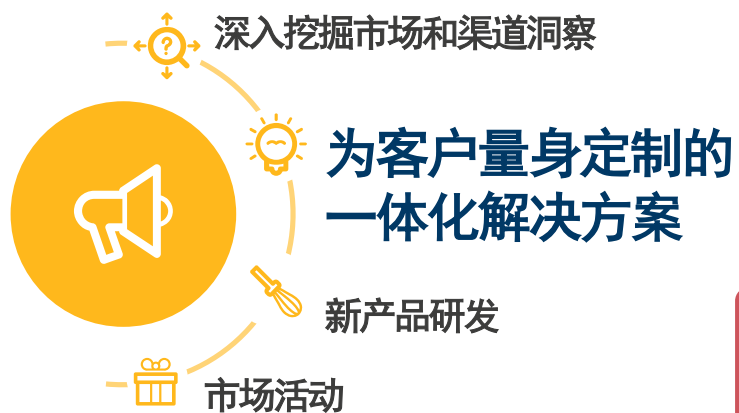 深入挖掘市场和渠道洞察
为客户量身定制的
一体化解决方案
新产品研发
市场活动